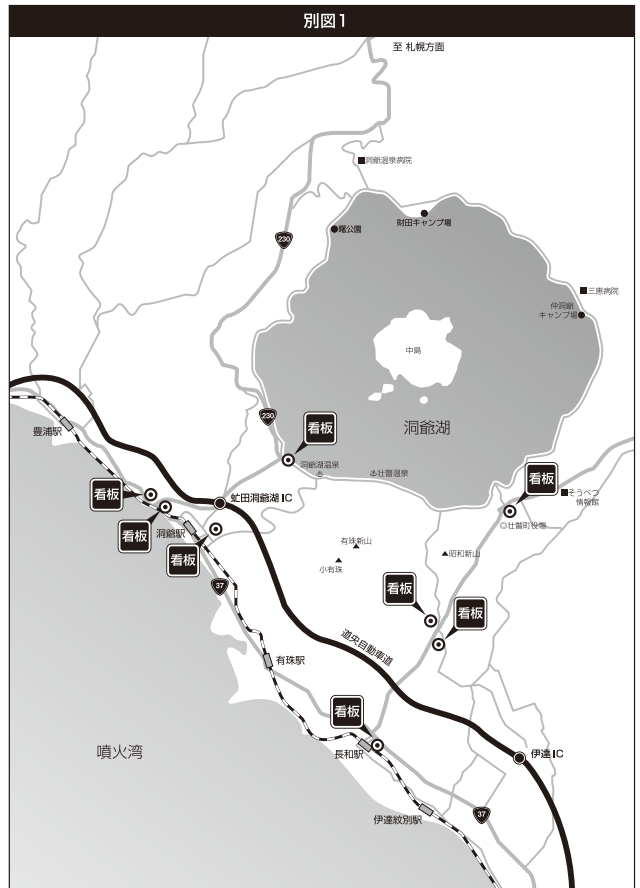 別図1
至 札幌方面
洞爺温泉病院
曙公園
財田キャンプ場
230
三恵病院
仲洞爺
キャンプ場
中島
230
看板
洞爺湖
豊浦駅
洞爺湖温泉
壮瞥温泉
看板
看板
虻田洞爺湖 IC
そうべつ
情報館
◎壮瞥町役場
看板
洞爺駅
看板
有珠新山
昭和新山
小有珠
37
看板
看板
道央自動車道
有珠駅
看板
噴火湾
長和駅
伊達 IC
伊達紋別駅
37